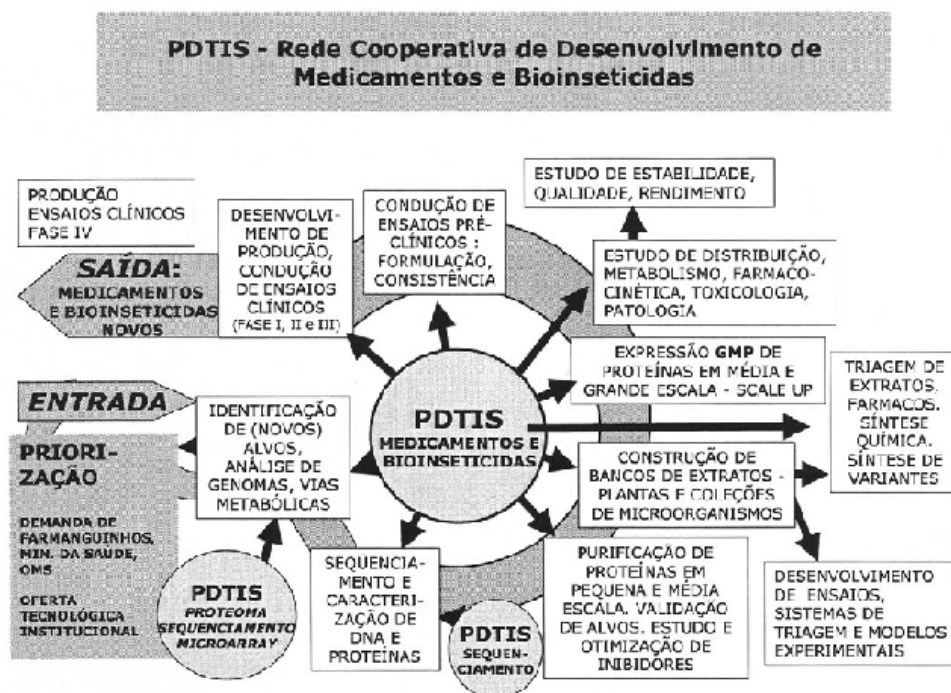 PDTIS - Rede Cooperativa de Desenvolvimento de
Medicamentos e Bioinseticidas
PRODUÇÃO
ENSAIOS CLÍNICOS
FASE IV
SAÍDA:
MEDICAMENTOS
E BIOINSETICIDAS
NOVOS
DESENVOLVI-
MENTO DE
PRODUÇÃO,
CONDUÇÃO
DE ENSAIOS
CLÍNICOS
(FASE I, II e III)
CONDUÇÃO DE
ENSAIOS PRÉ-
CLÍNICOS :
FORMULAÇÃO,
CONSISTÊNCIA
ESTUDO DE ESTABILIDADE,
QUALIDADE, RENDIMENTO
ESTUDO DE DISTRIBUIÇÃO,
METABOLISMO, FARMACO-
CINÉTICA, TOXICOLOGIA,
PATOLOGIA
EXPRESSÃO GMP DE
PROTEÍNAS EM MÉDIA E
GRANDE ESCALA - SCALE UP
TRIAGEM DE
EXTRATOS,
FARMACOS.
SÍNTESE
QUÍMICA.
SÍNTESE DE
VARIANTES
PDTIS
MEDICAMENTOS E
BIOINSETICIDAS
ENTRADA
PRIORI-
ZAÇÃO
DEMANDA DE
FARMANGUINHOS,
MIN. DA SAUDE,
OMS
OFERTA
TECNOLÓGICA
INSTITUCIONAL
IDENTIFICAÇÃO
DE (NOVOS)
ALVOS,
ANÁLISE DE
GENOMAS, VIAS
METABÓLICAS
PDTIS
PROTEOMA
SEQUENCIAMENTO
MICROARRAY
SEQUENCIA-
MENTO E
CARACTERI-
ZAÇÃO DE
DNA E
PROTEÍNAS
PDTIS
SEQUEN-
CIAMENTO
CONSTRUÇÃO DE
BANCOS DE EXTRATOS -
PLANTAS E COLEÇÕES
DE MICROORGANISMOS
PURIFICAÇÃO DE
PROTEÍNAS EM
PEQUENA E MÉDIA
ESCALA. VALIDAÇÃO
DE ALVOS. ESTUDO E
OTIMIZAÇÃO DE
INIBIDORES
DESENVOLVIMENTO
DE ENSAIOS,
SISTEMAS DE
TRIAGEM E MODELOS
EXPERIMENTAIS